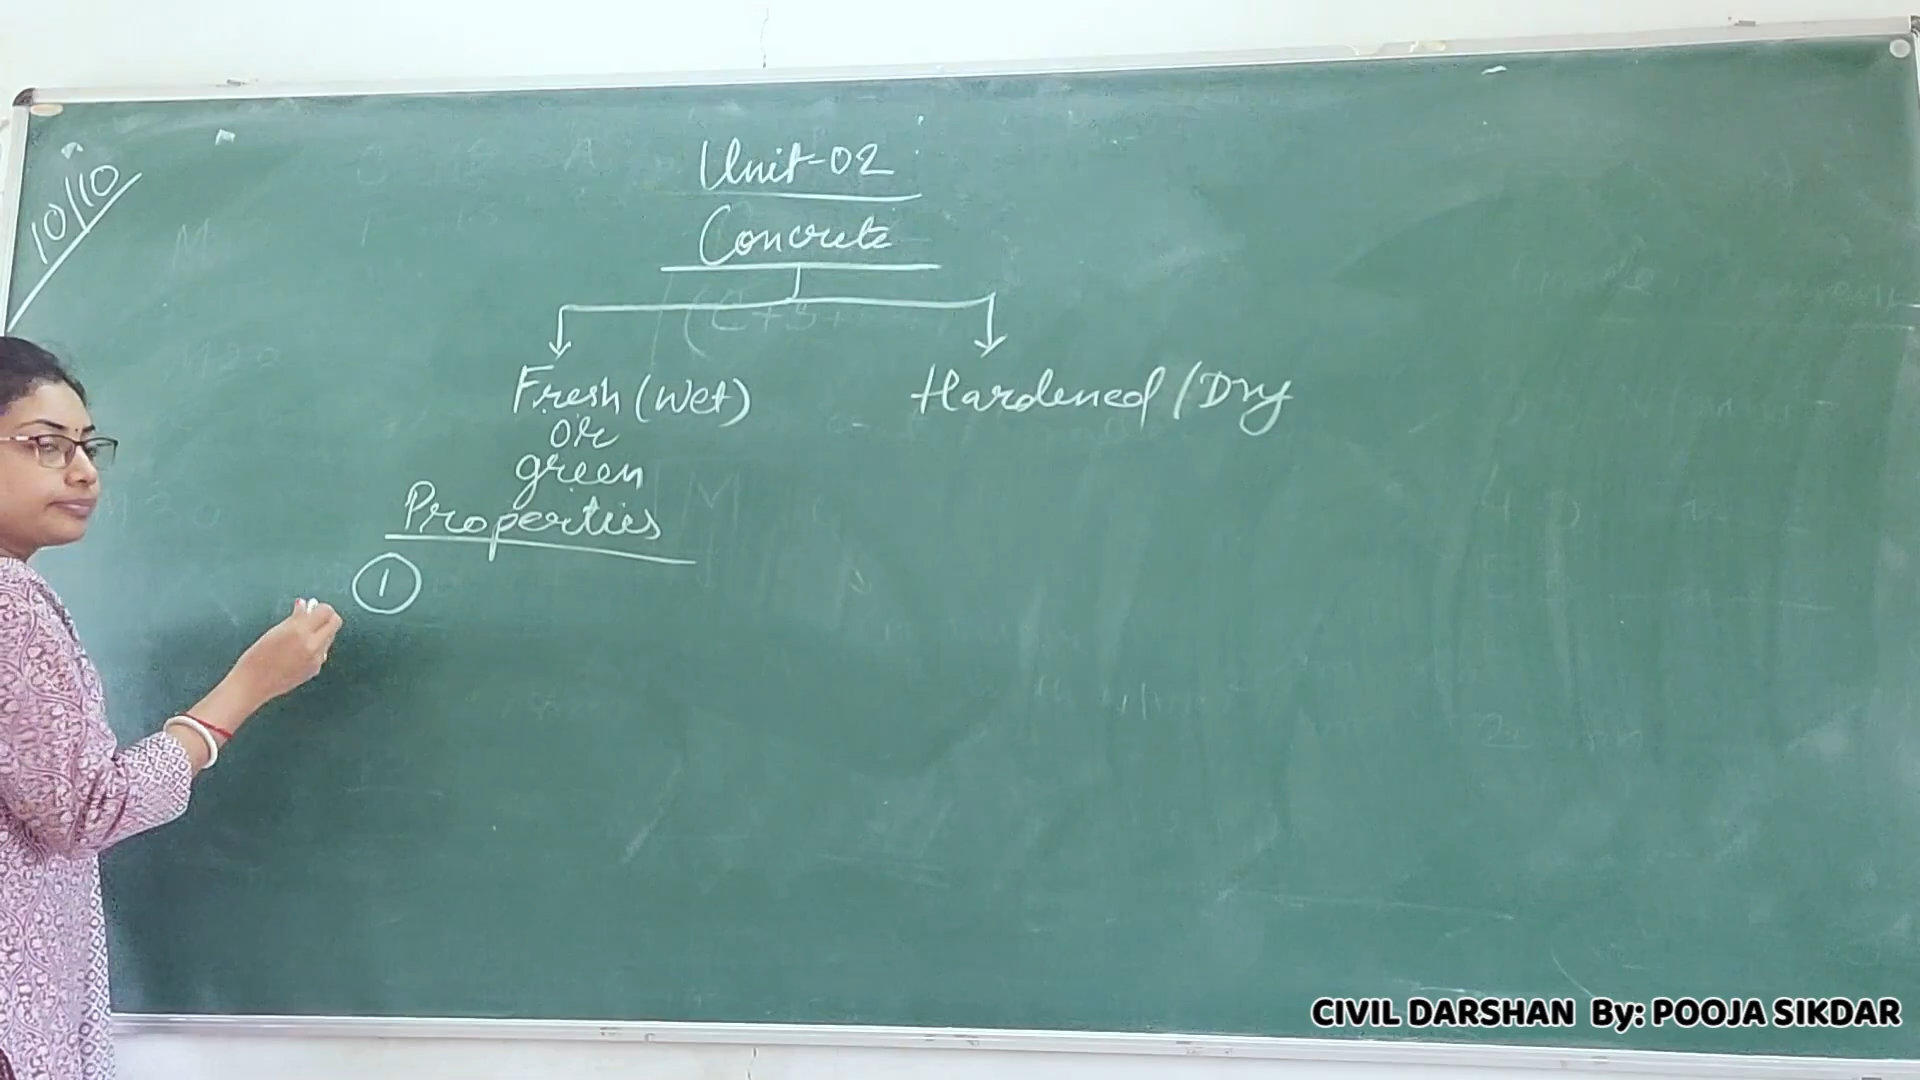 10/10
Unit-02
Concrete
Fresh (Wet)
or
green
Hardened / Dry
Properties
1
CIVIL DARSHAN By: POOJA SIKDAR